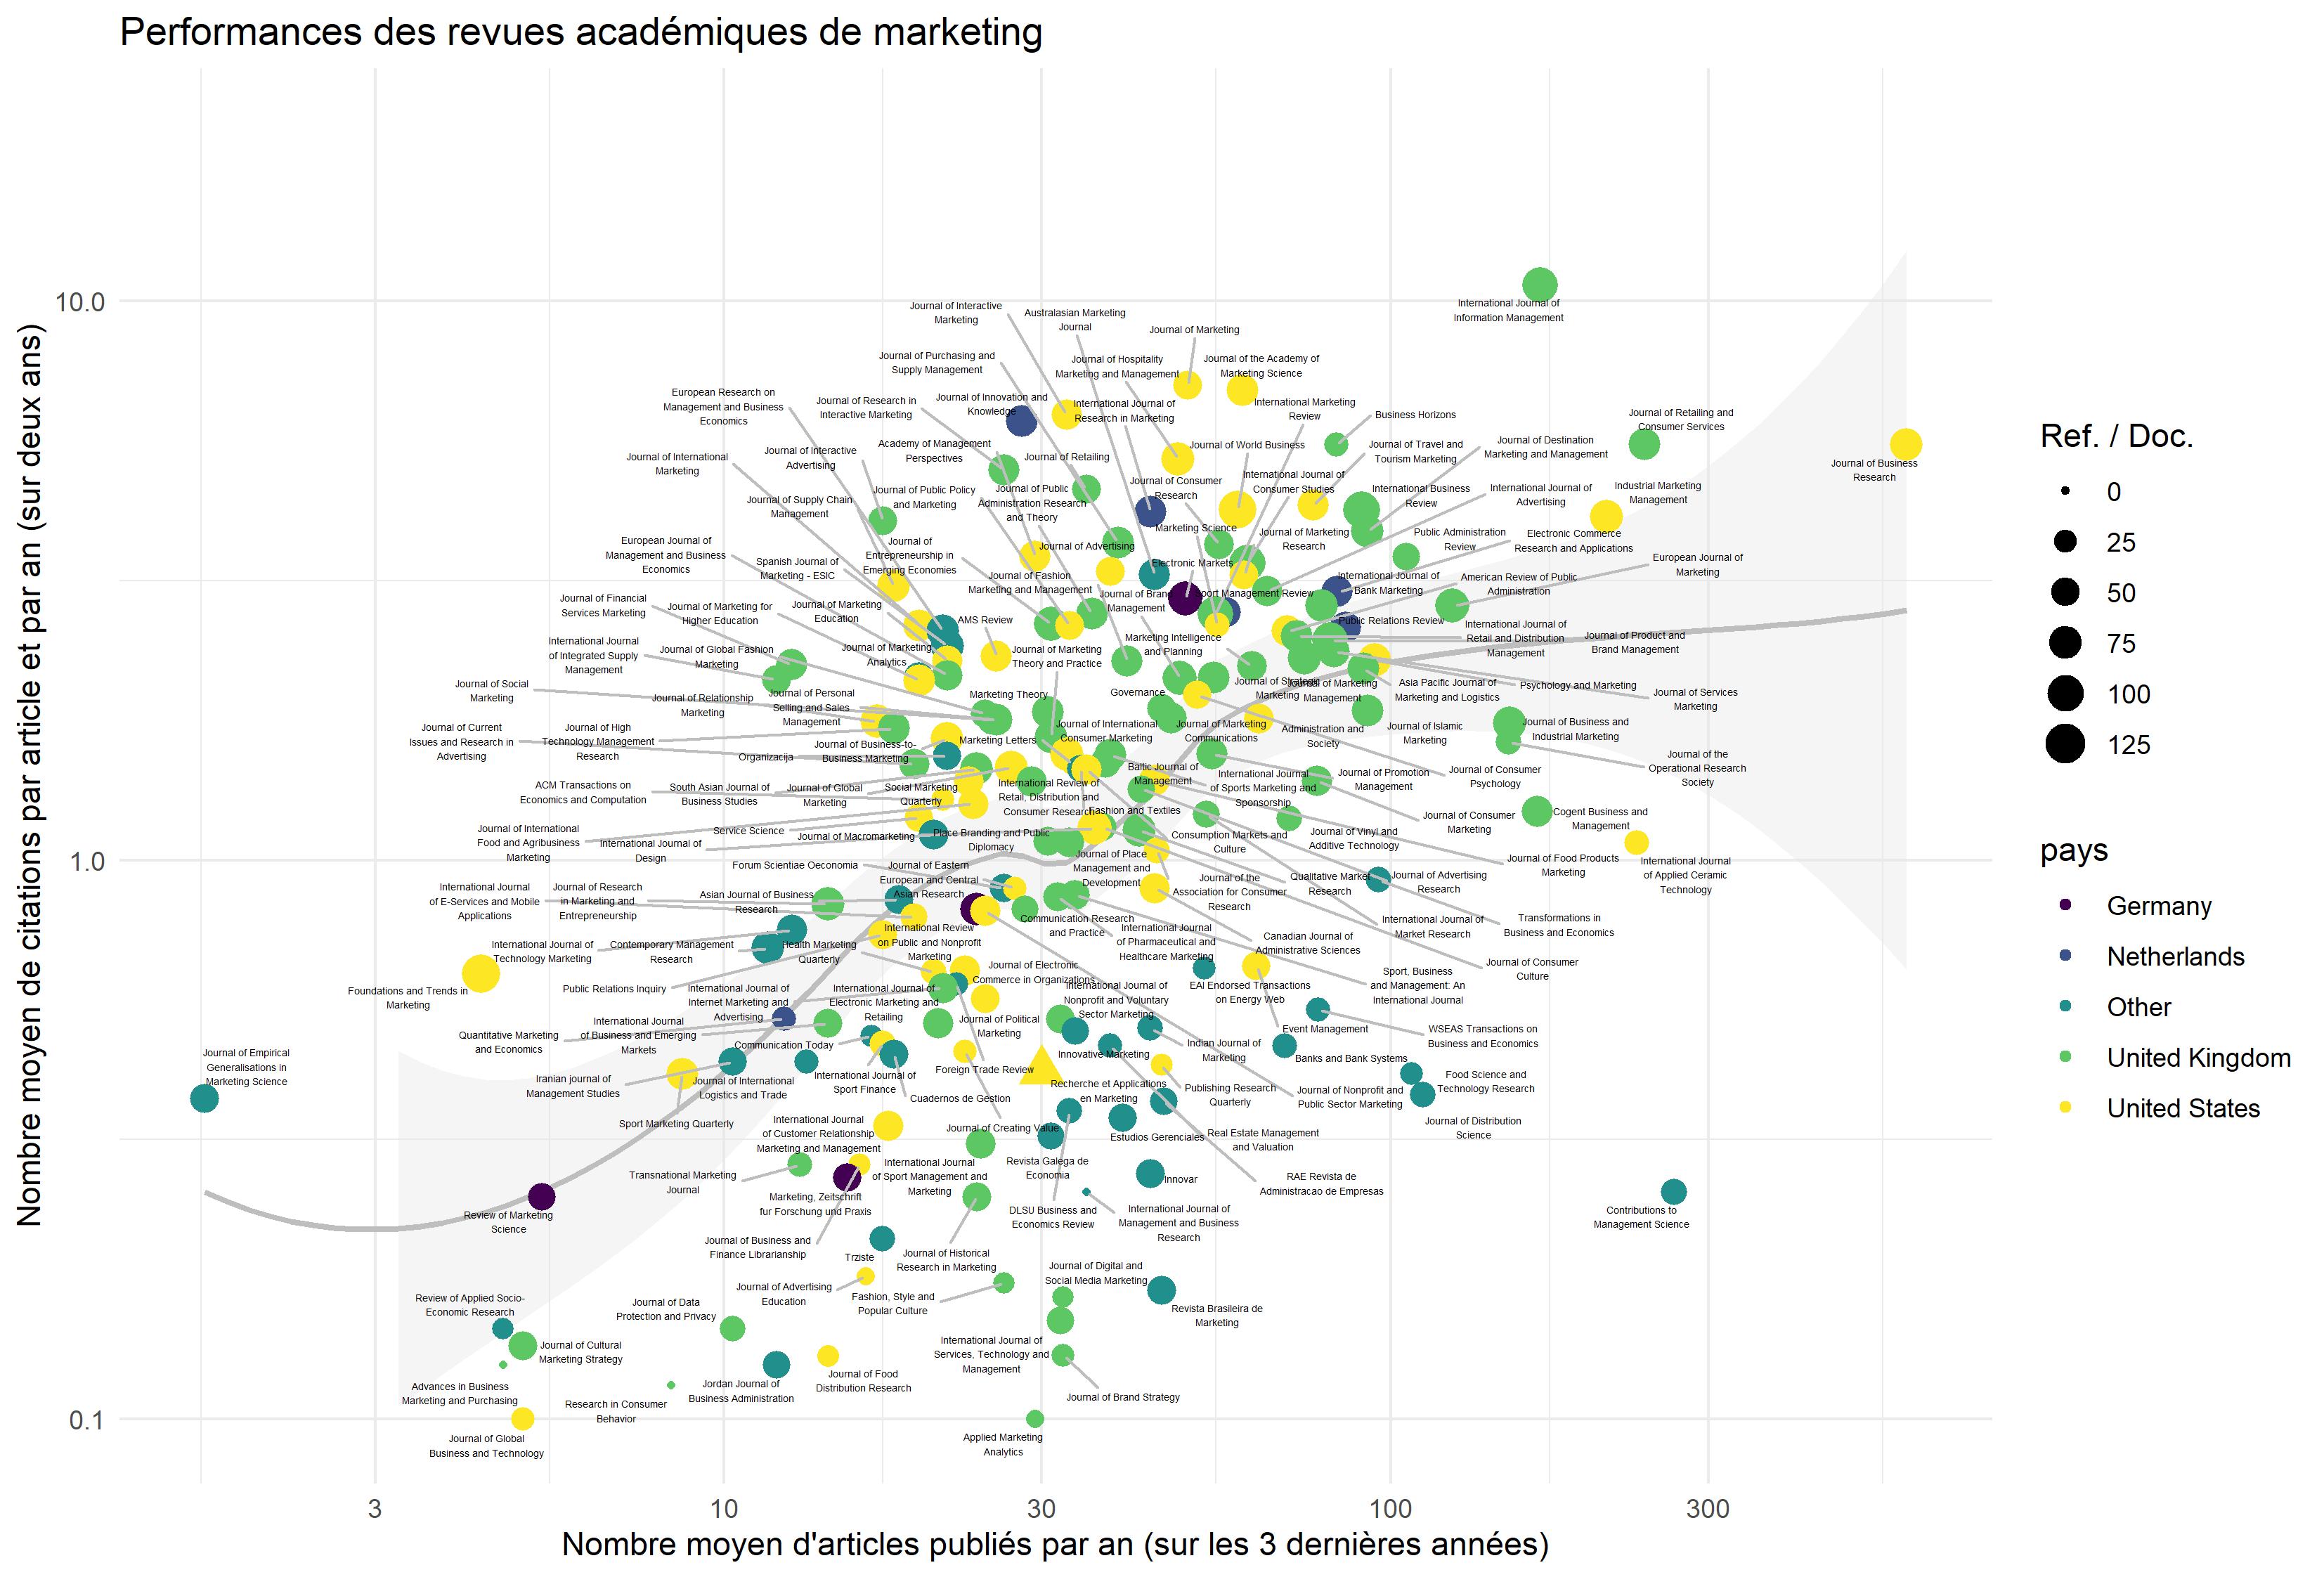 Performances des revues académiques de marketing
Nombre moyen de citations par article et par an (sur deux ans)
10.0
1.0
0.1
Journal of Interactive
Marketing
Australasian Marketing
Journal
Journal of Marketing
International Journal of
Information Management
Journal of Purchasing and
Supply Management
Journal of Hospitality
Marketing and Management
Journal of the Academy of
Marketing Science
European Research on
Management and Business
Economics
Journal of Research in
Interactive Marketing
Journal of Innovation and
Knowledge
International Journal of
Research in Marketing
International Marketing
Review
Business Horizons
Journal of Retailing and
Consumer Services
Journal of International
Marketing
Journal of Interactive
Advertising
Academy of Management
Perspectives
Journal of Retailing
Journal of World Business
Journal of Travel and
Tourism Marketing
Journal of Destination
Marketing and Management
Journal of Business
Research
Journal of Supply Chain
Management
Journal of Public Policy
and Marketing
Journal of Public
Administration Research
and Theory
Journal of Consumer
Research
International Journal of
Consumer Studies
International Business
Review
International Journal of
Advertising
Industrial Marketing
Management
European Journal of
Management and Business
Economics
Spanish Journal of
Marketing - ESIC
Journal of
Entrepreneurship in
Emerging Economies
Journal of Advertising
Marketing Science
Journal of Marketing
Research
Public Administration
Review
Electronic Commerce
Research and Applications
European Journal of
Marketing
Journal of Financial
Services Marketing
Journal of Marketing for
Higher Education
Journal of Marketing
Education
Journal of Fashion
Marketing and Management
Electronic Markets
Journal of Brand
Management
Sport Management Review
International Journal of
Bank Marketing
American Review of Public
Administration
AMS Review
Public Relations Review
International Journal
of Integrated Supply
Management
Journal of Global Fashion
Marketing
Journal of Marketing
Analytics
Journal of Marketing
Theory and Practice
Marketing Intelligence
and Planning
International Journal of
Retail and Distribution
Management
Journal of Product and
Brand Management
Journal of Social
Marketing
Journal of Relationship
Marketing
Journal of Personal
Selling and Sales
Management
Marketing Theory
Governance
Journal of Strategic
Marketing
Journal of Marketing
Management
Asia Pacific Journal of
Marketing and Logistics
Psychology and Marketing
Journal of Services
Marketing
Journal of Current
Issues and Research in
Advertising
Journal of High
Technology Management
Research
Organizacija
Journal of Business-to-
Business Marketing
Marketing Letters
Journal of International
Consumer Marketing
Journal of Marketing
Communications
Administration and
Society
Journal of Islamic
Marketing
Journal of Business and
Industrial Marketing
Journal of the
Operational Research
Society
ACM Transactions on
Economics and Computation
South Asian Journal of
Business Studies
Journal of Global
Marketing
Social Marketing
Quarterly
International Review of
Retail, Distribution and
Consumer Research
Baltic Journal of
Management
International Journal
of Sports Marketing and
Sponsorship
Journal of Promotion
Management
Journal of Consumer
Psychology
Fashion and Textiles
Journal of International
Food and Agribusiness
Marketing
Service Science
International Journal of
Design
Journal of Macromarketing
Place Branding and Public
Diplomacy
Consumption Markets and
Culture
Journal of Vinyl and
Additive Technology
Journal of Consumer
Marketing
Cogent Business and
Management
Forum Scientiae Oeconomia
Journal of Eastern
European and Central
Asian Research
Journal of Place
Management and
Development
Journal of the
Association for Consumer
Research
Qualitative Market
Research
Journal of Advertising
Research
Journal of Food Products
Marketing
International Journal
of Applied Ceramic
Technology
International Journal
of E-Services and Mobile
Applications
Journal of Research
in Marketing and
Entrepreneurship
Asian Journal of Business
Research
Communication Research
and Practice
International Journal
of Pharmaceutical and
Healthcare Marketing
International Journal of
Market Research
Transformations in
Business and Economics
International Journal of
Technology Marketing
Contemporary Management
Research
Health Marketing
Quarterly
International Review
on Public and Nonprofit
Marketing
Canadian Journal of
Administrative Sciences
Foundations and Trends in
Marketing
Public Relations Inquiry
International Journal of
Internet Marketing and
Advertising
International Journal of
Electronic Marketing and
Retailing
Journal of Electronic
Commerce in Organizations
International Journal of
Nonprofit and Voluntary
Sector Marketing
EAI Endorsed Transactions
on Energy Web
Sport, Business
and Management: An
International Journal
Journal of Consumer
Culture
Quantitative Marketing
and Economics
International Journal
of Business and Emerging
Markets
Communication Today
Journal of Political
Marketing
Innovative Marketing
Indian Journal of
Marketing
Event Management
WSEAS Transactions on
Business and Economics
Banks and Bank Systems
Journal of Empirical
Generalisations in
Marketing Science
Iranian journal of
Management Studies
Journal of International
Logistics and Trade
International Journal of
Sport Finance
Foreign Trade Review
Recherche et Applications
en Marketing
Publishing Research
Quarterly
Journal of Nonprofit and
Public Sector Marketing
Food Science and
Technology Research
Sport Marketing Quarterly
Cuadernos de Gestion
International Journal
of Customer Relationship
Marketing and Management
Journal of Creating Value
Estudios Gerenciales
Real Estate Management
and Valuation
Journal of Distribution
Science
Transnational Marketing
Journal
International Journal
of Sport Management and
Marketing
Revista Galega de
Economia
Innovar
RAE Revista de
Administracao de Empresas
Marketing, Zeitschrift
fur Forschung und Praxis
Review of Marketing
Science
DLSU Business and
Economics Review
International Journal of
Management and Business
Research
Contributions to
Management Science
Journal of Business and
Finance Librarianship
Trziste
Journal of Historical
Research in Marketing
Journal of Advertising
Education
Fashion, Style and
Popular Culture
Journal of Digital and
Social Media Marketing
Revista Brasileira de
Marketing
Review of Applied Socio-
Economic Research
Journal of Data
Protection and Privacy
Journal of Cultural
Marketing Strategy
International Journal of
Services, Technology and
Management
Advances in Business
Marketing and Purchasing
Research in Consumer
Behavior
Jordan Journal of
Business Administration
Journal of Food
Distribution Research
Journal of Brand Strategy
Journal of Global
Business and Technology
Applied Marketing
Analytics
3
10
30
100
300
Nombre moyen d'articles publiés par an (sur les 3 dernières années)
Ref. / Doc.
0
25
50
75
100
125
pays
Germany
Netherlands
Other
United Kingdom
United States